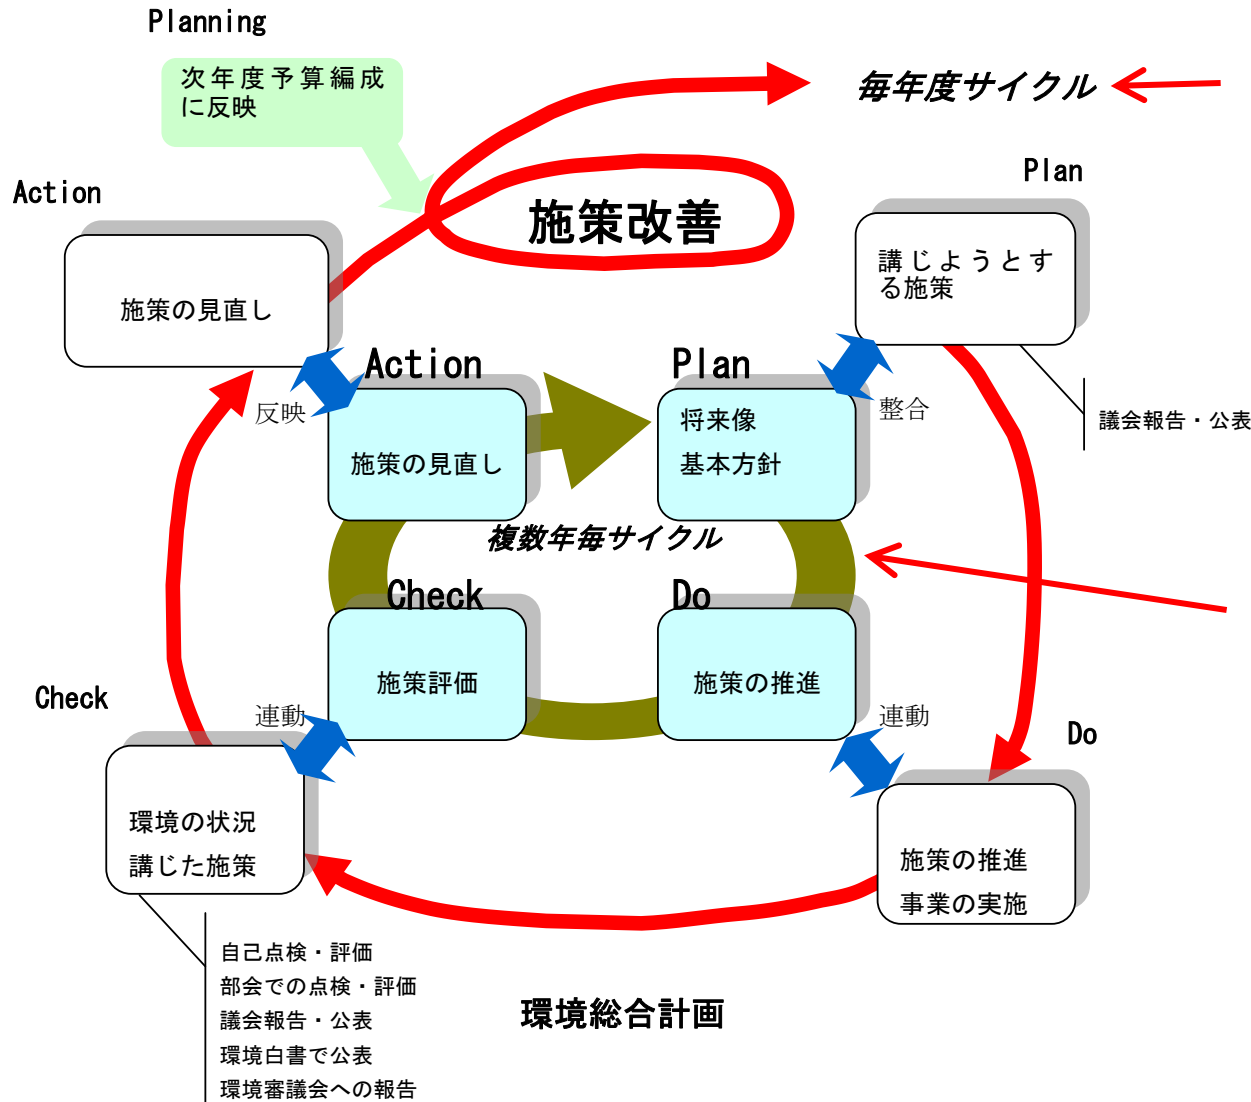 Planning
次年度予算編成
に反映
毎年度サイクル
Action
Plan
施策改善
講じようとす
る施策
施策の見直し
Action
Plan
反映
整合
議会報告・公表
施策の見直し
将来像
基本方針
複数年毎サイクル
Check
Do
施策評価
施策の推進
Check
連動
連動
Do
環境の状況
講じた施策
施策の推進
事業の実施
自己点検・評価
部会での点検・評価
議会報告・公表
環境白書で公表
環境審議会への報告
環境総合計画